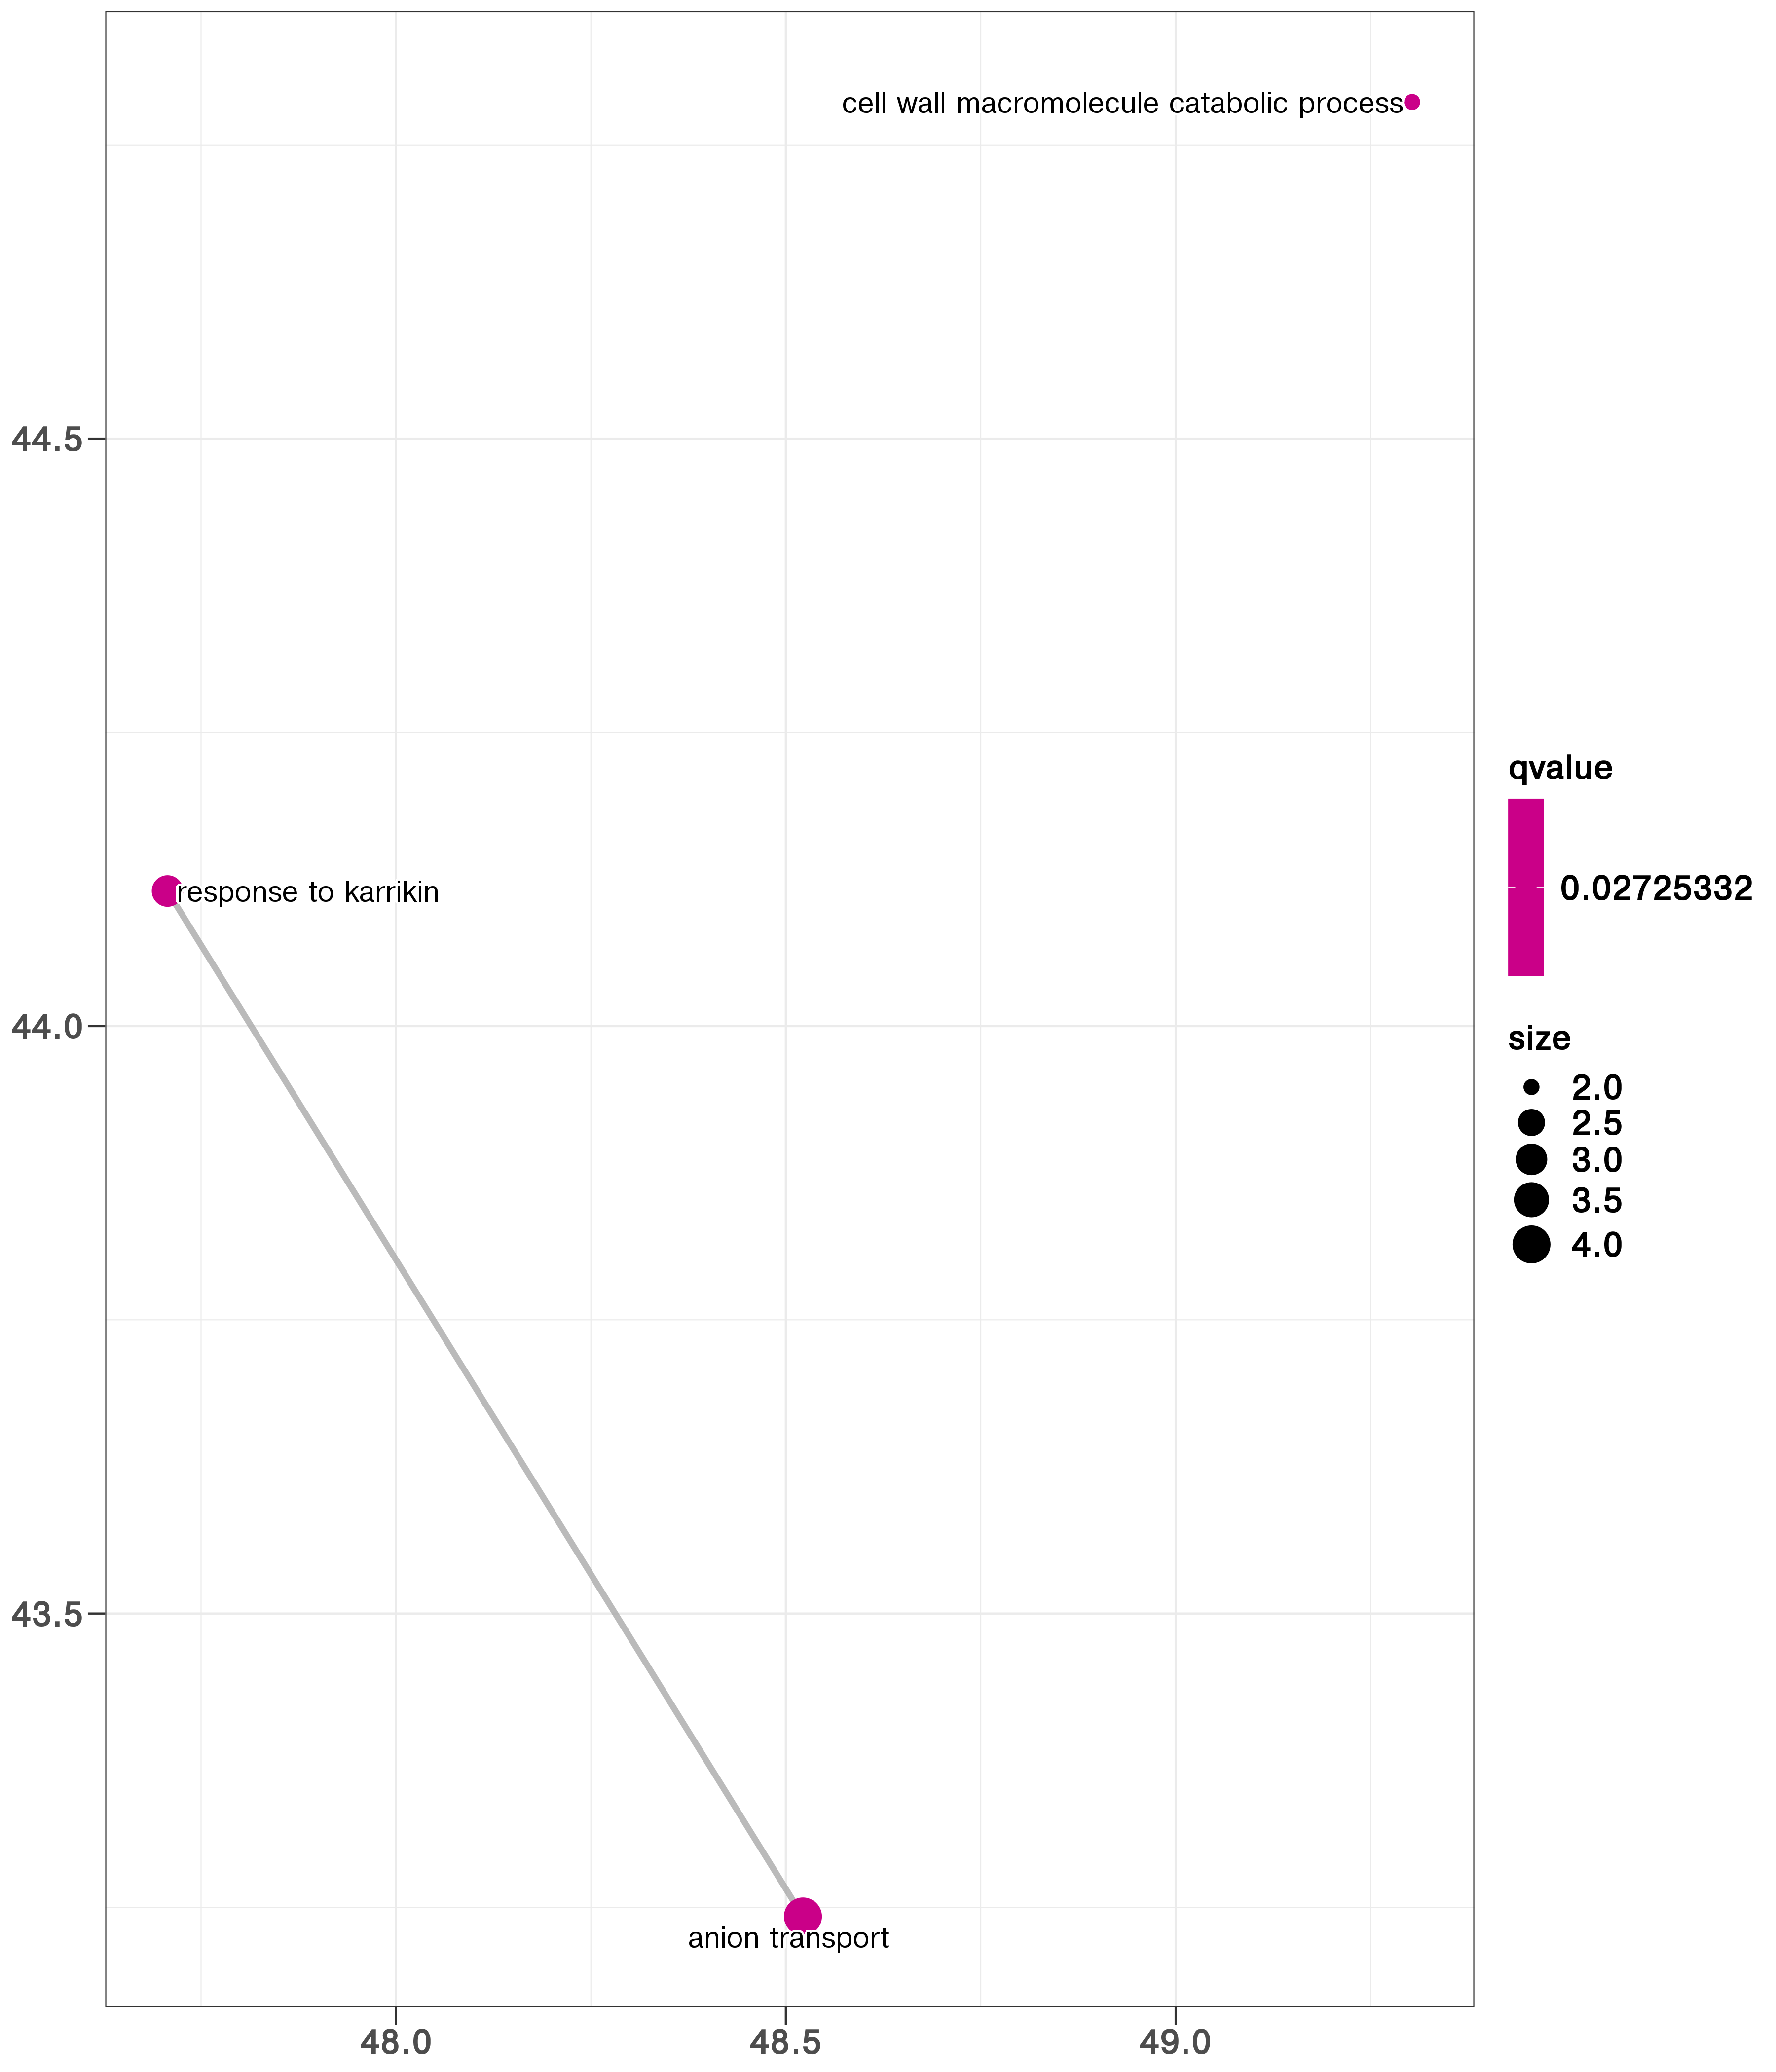 cell wall macromolecule catabolic process
44.5
response to karrikin
44.0
43.5
anion transport
48.0
48.5
49.0
qvalue
0.02725332
size
2.0
2.5
3.0
3.5
4.0